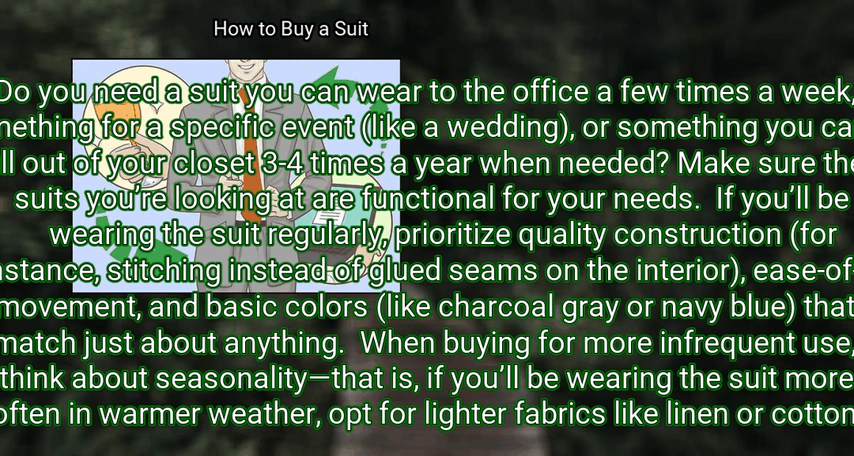 How to Buy a Suit
Do you need a suit you can wear to the office a few times a week,
for a specific event (like a wedding), or something you
out of your closet 3-4 times a year when needed? Make sure
suits you’re looking at are functional for your needs.  If you’ll be
wearing the suit regularly, prioritize quality construction (for
stitching instead of glued seams on the interior), ease-of-
movement, and basic colors (like charcoal gray or navy blue) that
match just about anything.  When buying for more infrequent use,
think about seasonality—that is, if you’ll be wearing the suit more
often in warmer weather, opt for lighter fabrics like linen or cotton